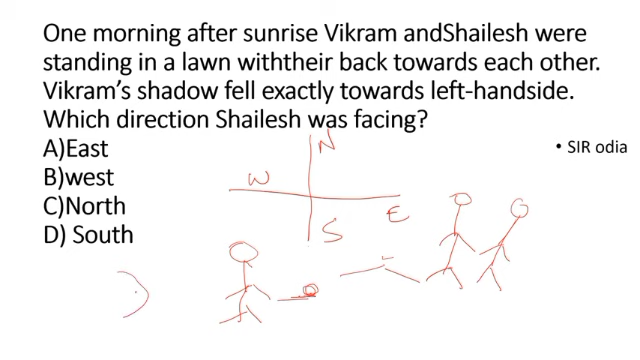 One morning after sunrise Vikram andShailesh were
standing in a lawn withtheir back towards each other.
Vikram's shadow fell exactly towards left-handside.
Which direction Shailesh was facing?
A)East
B)west
C)North
D) South
• SIR odia
N
W
E
S